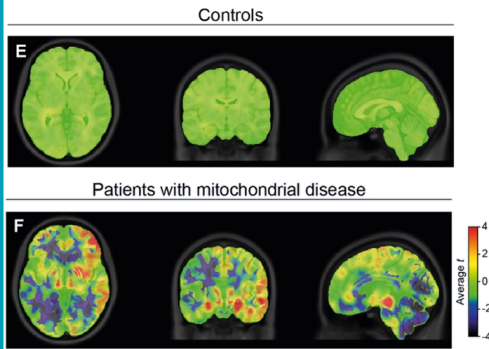 Controls
E
Patients with mitochondrial disease
F
4
2
0
-2
-4
Average t